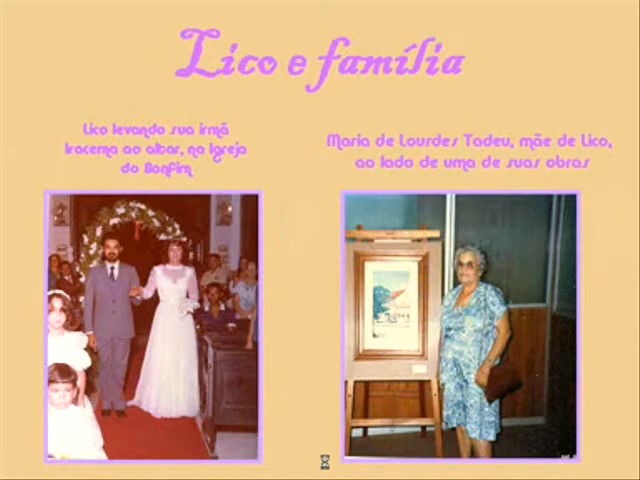 Lico e família
Lico levando sua irmã
Iracema ao altar, na Igreja
do Bonfim
Maria de Lourdes Tadeu, mãe de Lico,
ao lado de uma de suas obras